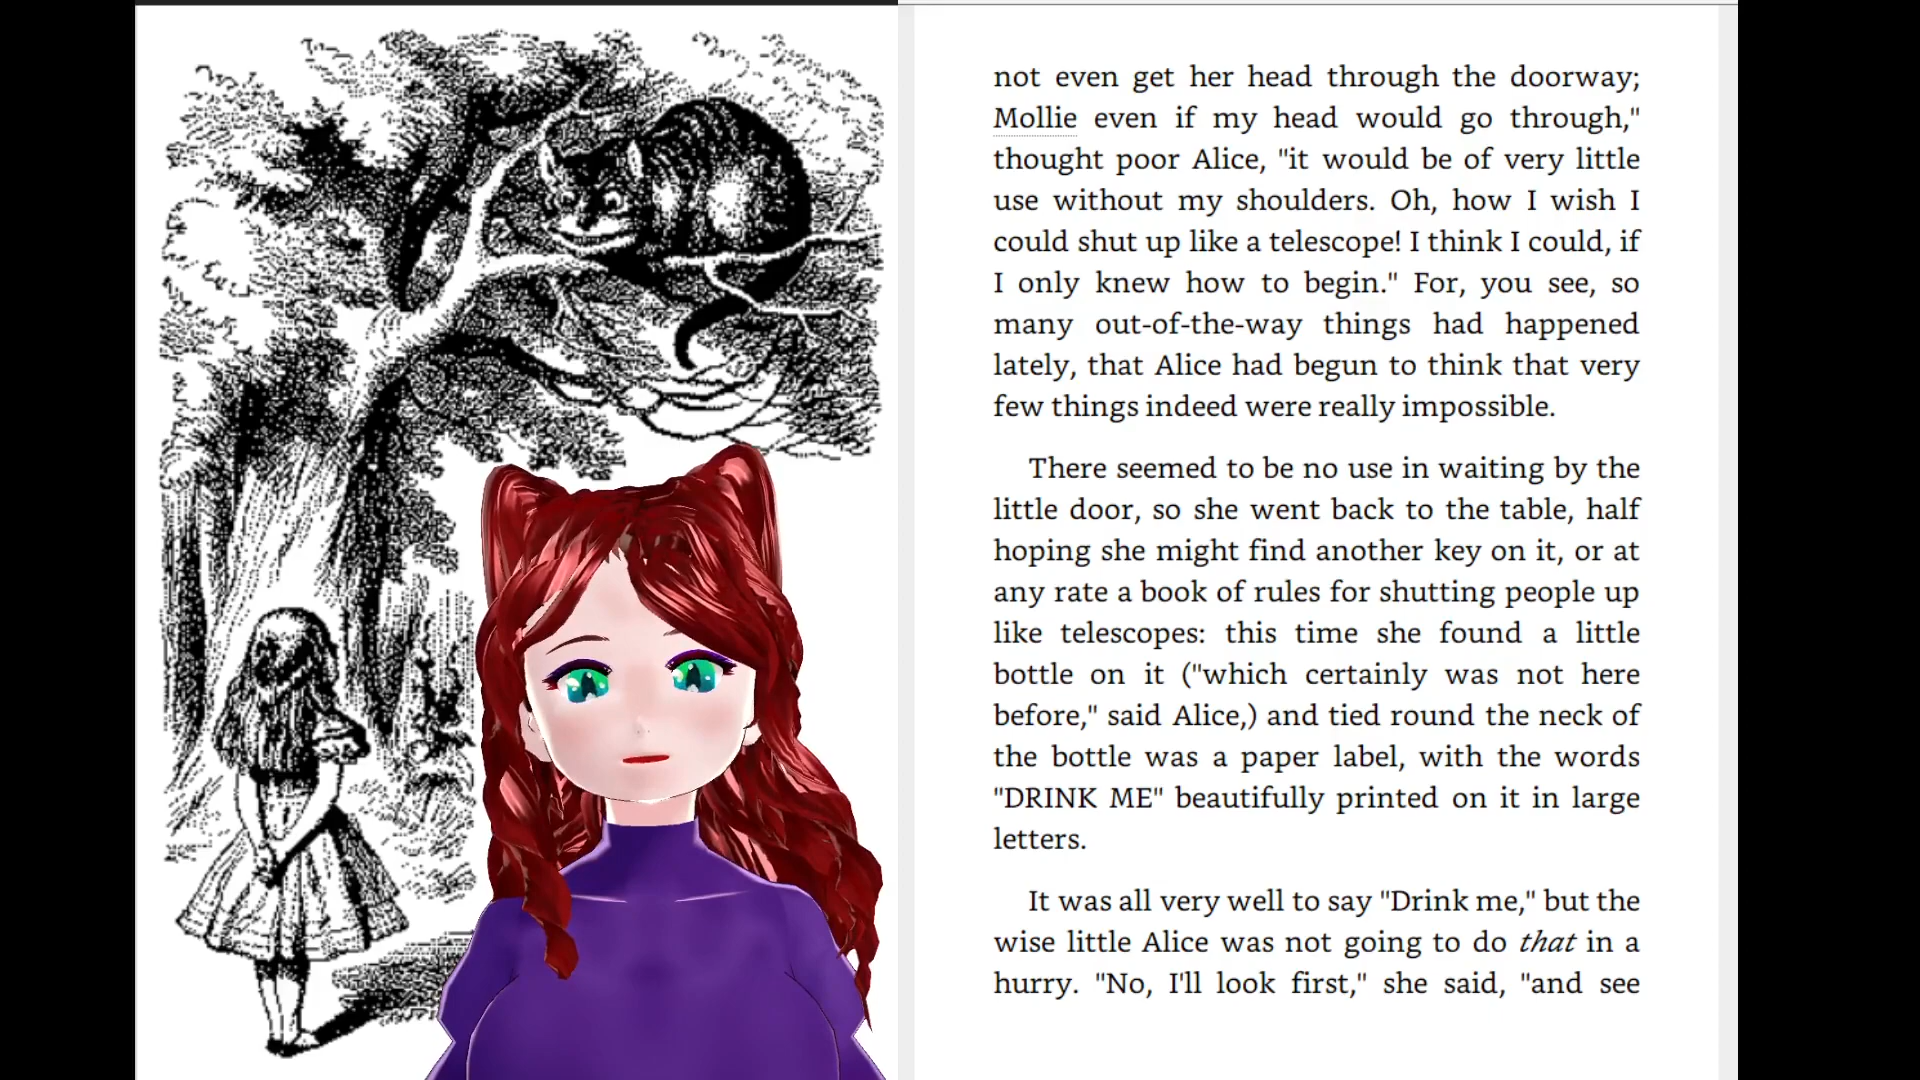 not even get her head through the doorway;
Mollie even if my head would go through,"
thought poor Alice, "it would be of very little
use without my shoulders. Oh, how I wish I
could shut up like a telescope! I think I could, if
I only knew how to begin." For, you see, so
many out-of-the-way things had happened
lately, that Alice had begun to think that very
few things indeed were really impossible.
There seemed to be no use in waiting by the
little door, so she went back to the table, half
hoping she might find another key on it, or at
any rate a book of rules for shutting people up
like telescopes: this time she found a little
bottle on it ("which certainly was not here
before," said Alice,) and tied round the neck of
the bottle was a paper label, with the words
"DRINK ME" beautifully printed on it in large
letters.
It was all very well to say "Drink me," but the
wise little Alice was not going to do that in a
hurry. "No, I'll look first," she said, "and see